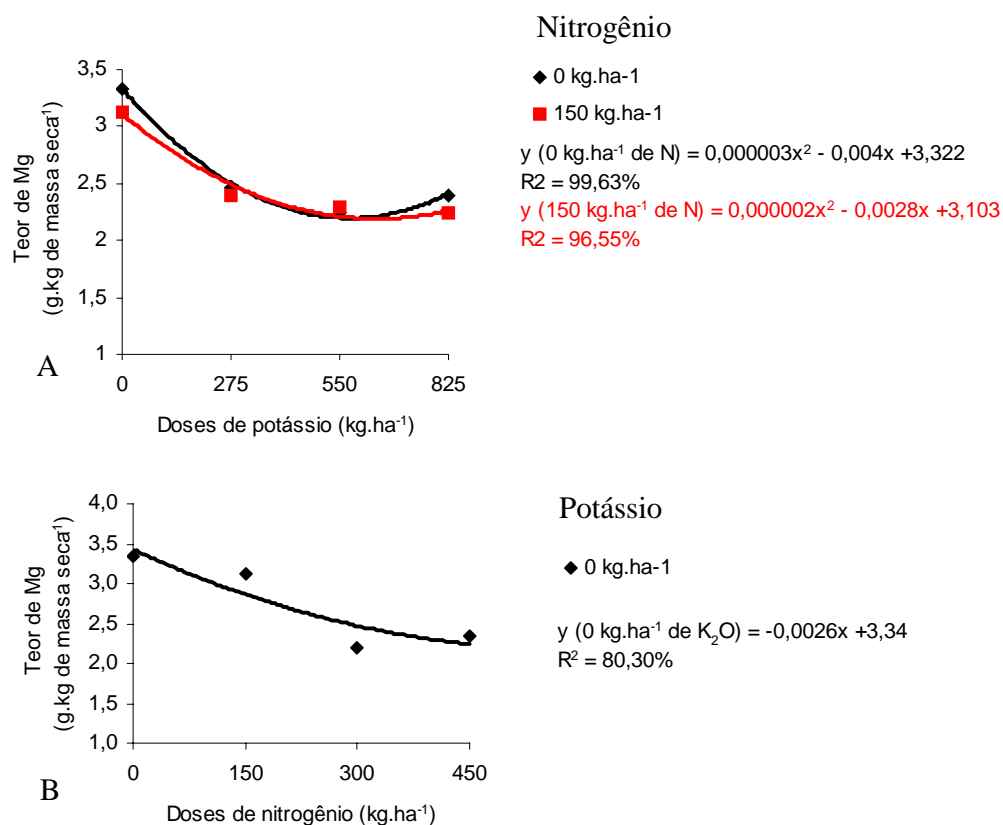 Nitrogênio
0 kg.ha-1
150 kg.ha-1
y (0 kg.ha-1 de N) = 0,000003x2 - 0,004x +3,322
R2 = 99,63%
y (150 kg.ha-1 de N) = 0,000002x2 - 0,0028x +3,103
R2 = 96,55%
Teor de Mg
(g.kg de massa seca1)
3,5
3
2,5
2
1,5
1
0 275 550 825
A
Doses de potássio (kg.ha-1)
Potássio
0 kg.ha-1
y (0 kg.ha-1 de K2O) = -0,0026x +3,34
R2 = 80,30%
Teor de Mg
(g.kg de massa seca1)
4,0
3,5
3,0
2,5
2,0
1,5
1,0
0 150 300 450
B
Doses de nitrogênio (kg.ha-1)